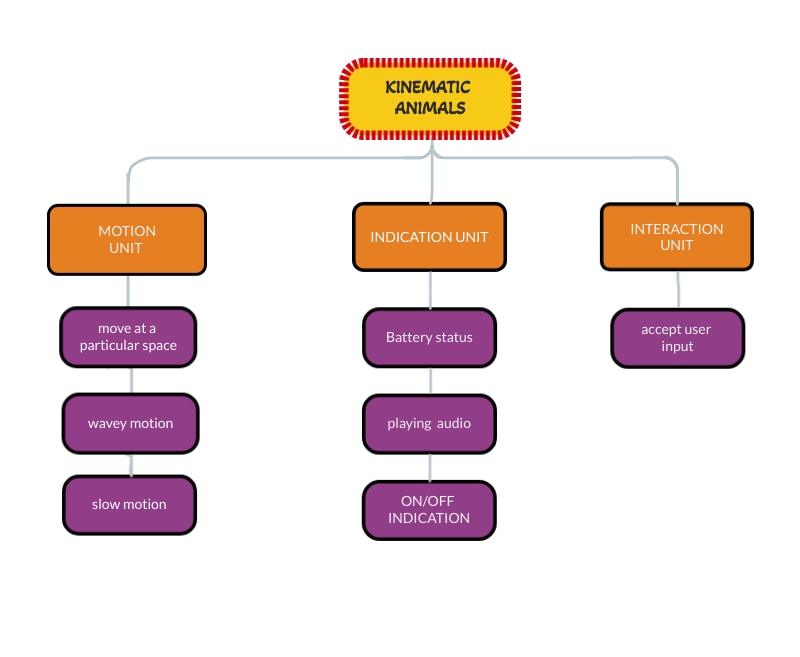 KINEMATIC
ANIMALS
MOTION
UNIT
move at a
particular space
wavey motion
slow motion
INDICATION UNIT
Battery status
playing audio
ON/OFF
INDICATION
INTERACTION
UNIT
accept user
input